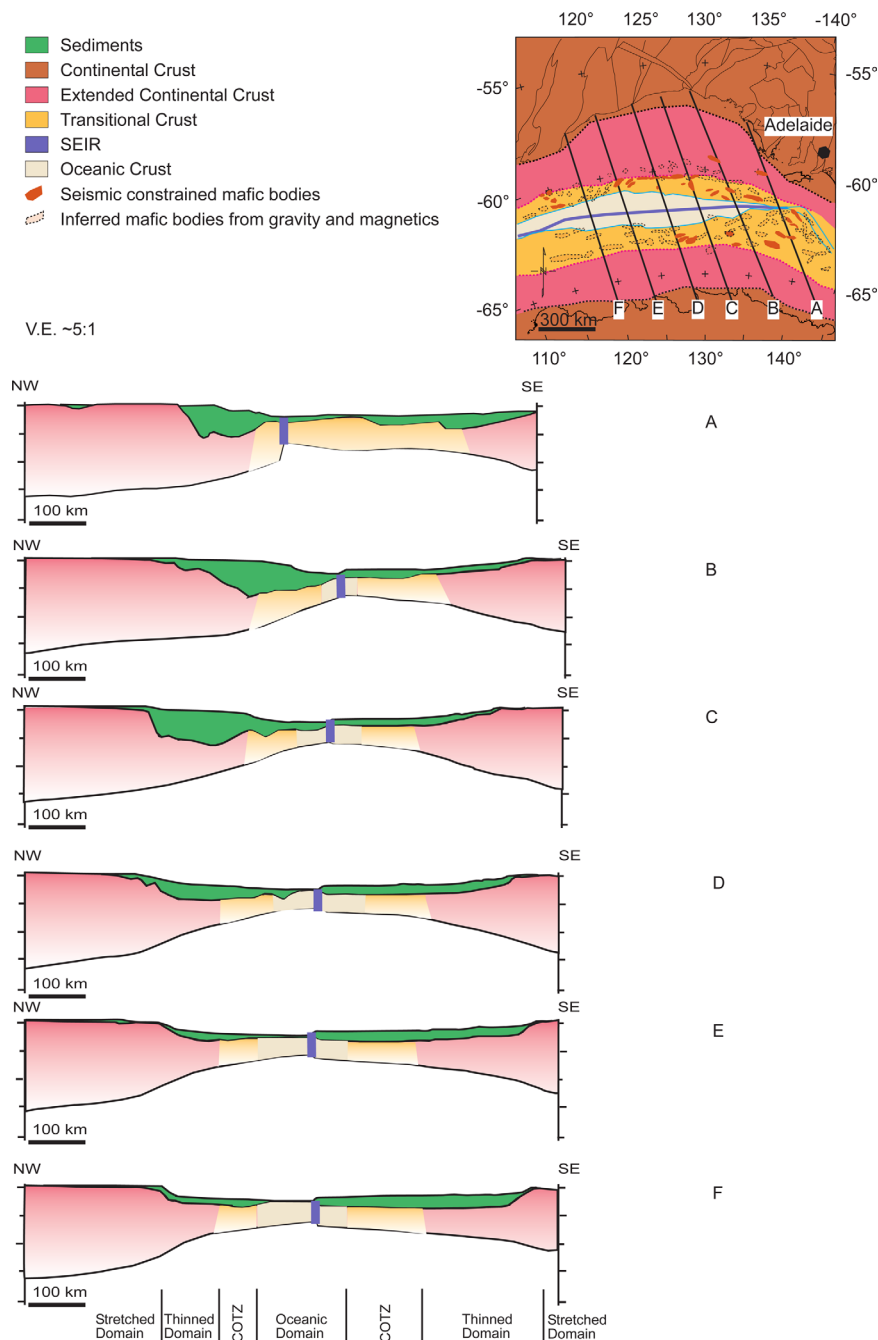 Sediments
Continental Crust
Extended Continental Crust
Transitional Crust
SEIR
Oceanic Crust
Seismic constrained mafic bodies
Inferred mafic bodies from gravity and magnetics
V.E. ~5:1
120° 125° 130° 135° -140°
-55° -55°
Adelaide
-60° -60°
-65° -65°
N
F E D C B A
300 km
110° 120° 130° 140°
NW SE
A
100 km
NW SE
B
100 km
NW SE
C
100 km
NW SE
D
100 km
NW SE
E
100 km
NW SE
F
100 km
Stretched Domain
Thinned Domain
COTZ
Oceanic Domain
COTZ
Thinned Domain
Stretched Domain